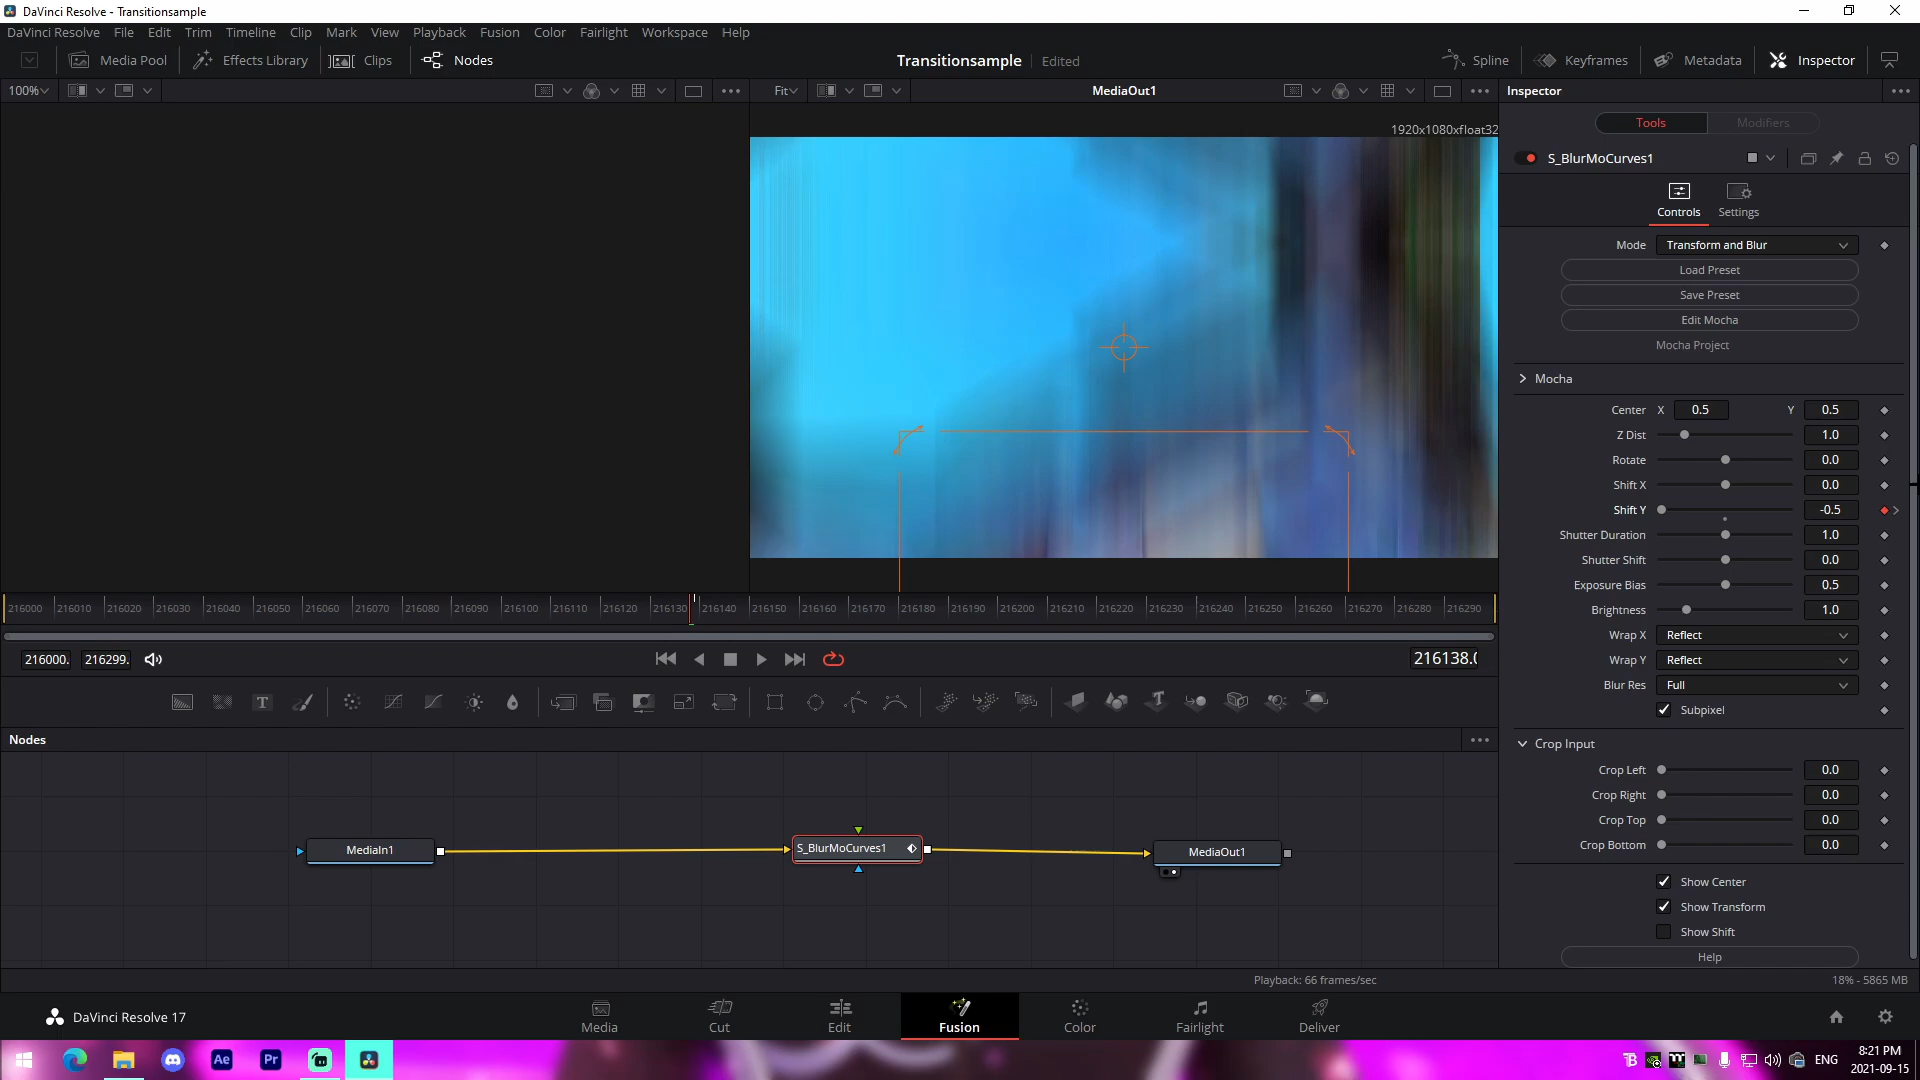 DaVinci Resolve - Transitionsample
DaVinci Resolve File Edit Trim Timeline Clip Mark View Playback Fusion Color Fairlight Workspace Help
Media Pool Effects Library Clips Nodes Transitionsample Edited Spline Keyframes Metadata Inspector
100% Fit MediaOut1 Inspector
1920x1080xfloat32
Tools Modifiers
S_BlurMoCurves1
Controls Settings
Mode Transform and Blur
Load Preset
Save Preset
Edit Mocha
Mocha Project
Mocha
Center X 0.5 Y 0.5
Z Dist 1.0
Rotate 0.0
Shift X 0.0
Shift Y -0.5
Shutter Duration 1.0
Shutter Shift 0.0
Exposure Bias 0.5
Brightness 1.0
Wrap X Reflect
Wrap Y Reflect
Blur Res Full
Subpixel
Crop Input
Crop Left 0.0
Crop Right 0.0
Crop Top 0.0
Crop Bottom 0.0
Show Center
Show Transform
Show Shift
Help
216000 216010 216020 216030 216040 216050 216060 216070 216080 216090 216100 216110 216120 216130 216140 216150 216160 216170 216180 216190 216200 216210 216220 216230 216240 216250 216260 216270 216280 216290
216000. 216299. 216138.0
Nodes
MediaIn1 S_BlurMoCurves1 MediaOut1
Playback: 66 frames/sec 18% - 5865 MB
DaVinci Resolve 17
Media Cut Edit Fusion Color Fairlight Deliver
Ae Pr ENG 8:21 PM
2021-09-15